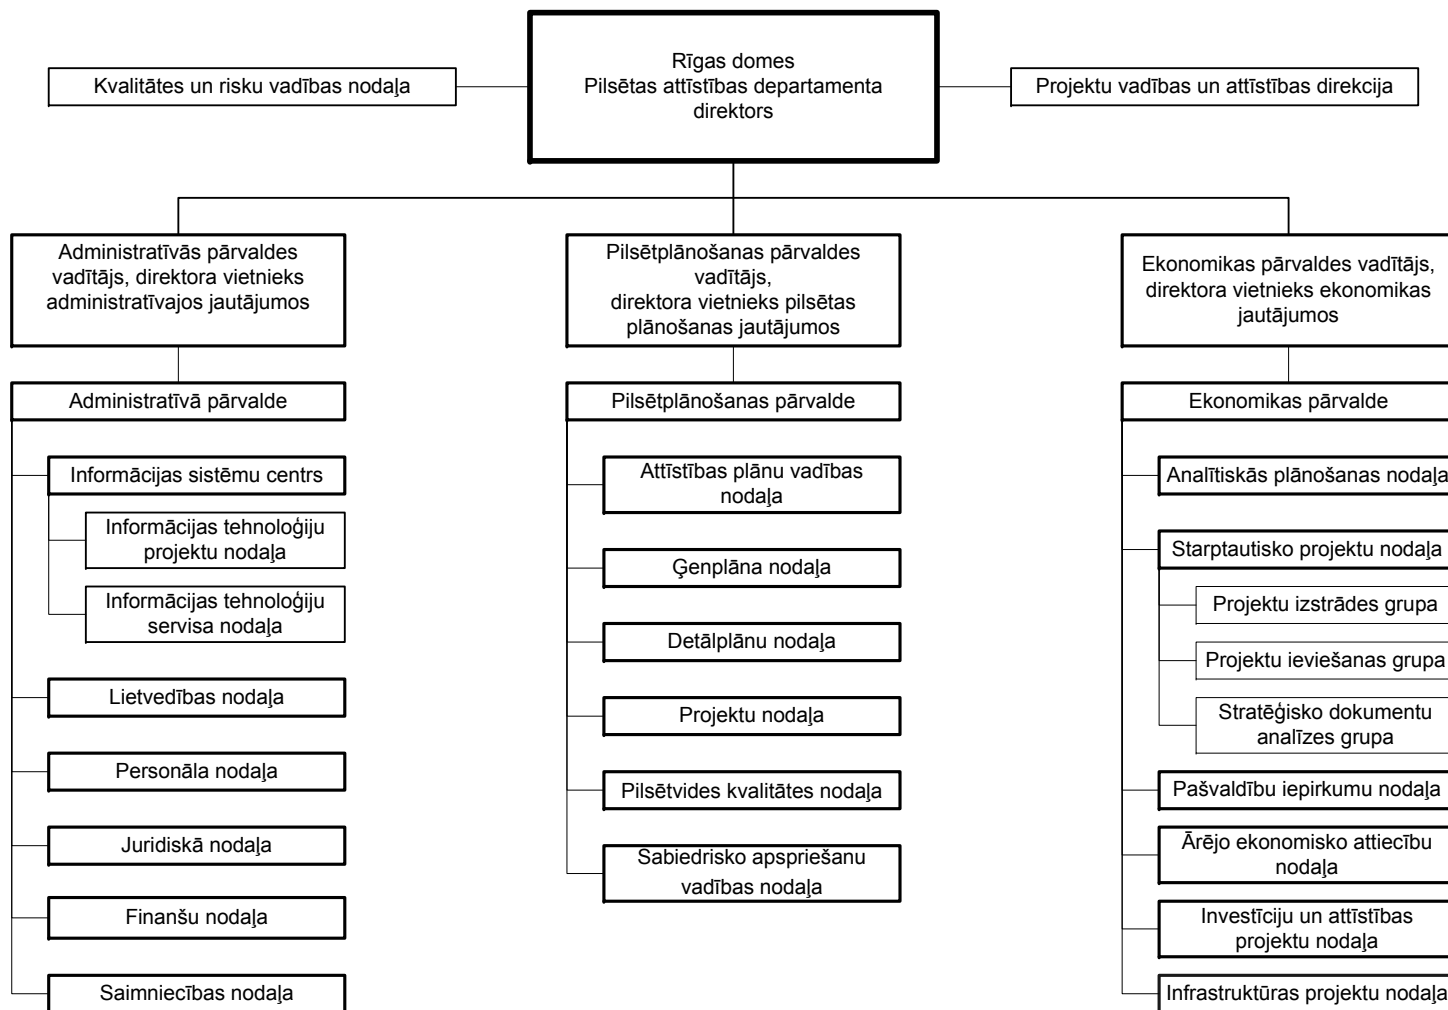 Rīgas domes
Pilsētas attīstības departamenta
direktors
Kvalitātes un risku vadības nodaļa
Projektu vadības un attīstības direkcija
Administratīvās pārvaldes
vadītājs, direktora vietnieks
administratīvajos jautājumos
Administratīvā pārvalde
Informācijas sistēmu centrs
Informācijas tehnoloģiju
projektu nodaļa
Informācijas tehnoloģiju
servisa nodaļa
Lietvedības nodaļa
Personāla nodaļa
Juridiskā nodaļa
Finanšu nodaļa
Saimniecības nodaļa
Pilsētplānošanas pārvaldes
vadītājs,
direktora vietnieks pilsētas
plānošanas jautājumos
Pilsētplānošanas pārvalde
Attīstības plānu vadības
nodaļa
Ģenplāna nodaļa
Detālplānu nodaļa
Projektu nodaļa
Pilsētvides kvalitātes nodaļa
Sabiedrisko apspriešanu
vadības nodaļa
Ekonomikas pārvaldes vadītājs,
direktora vietnieks ekonomikas
jautājumos
Ekonomikas pārvalde
Analītiskās plānošanas nodaļa
Starptautisko projektu nodaļa
Projektu izstrādes grupa
Projektu ieviešanas grupa
Stratēģisko dokumentu
analīzes grupa
Pašvaldību iepirkumu nodaļa
Ārējo ekonomisko attiecību
nodaļa
Investīciju un attīstības
projektu nodaļa
Infrastruktūras projektu nodaļa